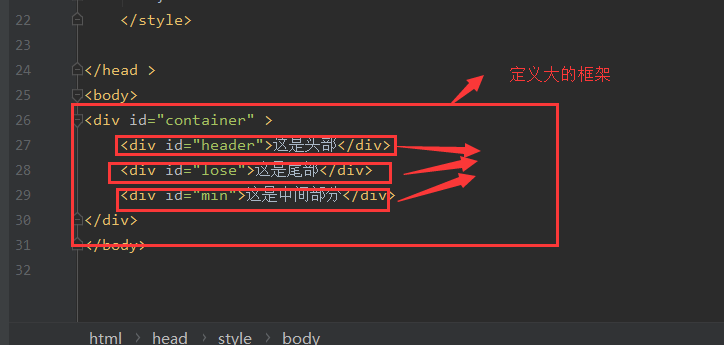 22 </style>
23
24 </head >
定义大的框架
25 <body>
26 <div id="container" >
27 <div id="header">这是头部</div>
28 <div id="lose">这是尾部</div>
29 <div id="min">这是中间部分</div>
30 </div>
31 </body>
32
html › head › style › body